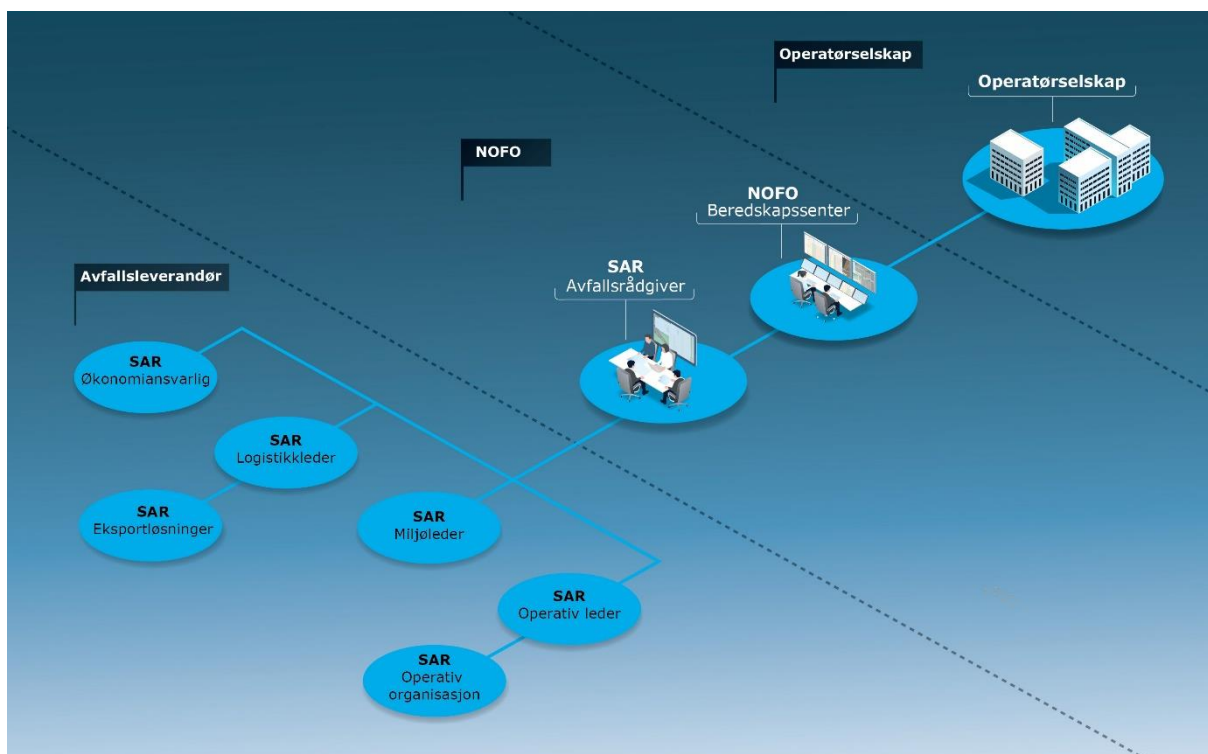 Operatørselskap
Operatørselskap
NOFO
NOFO
Beredskapssenter
SAR
Avfallsrådgiver
Avfallsleverandør
SAR
Økonomiansvarlig
SAR
Logistikkleder
SAR
Eksportløsninger
SAR
Miljøleder
SAR
Operativ leder
SAR
Operativ
organisasjon